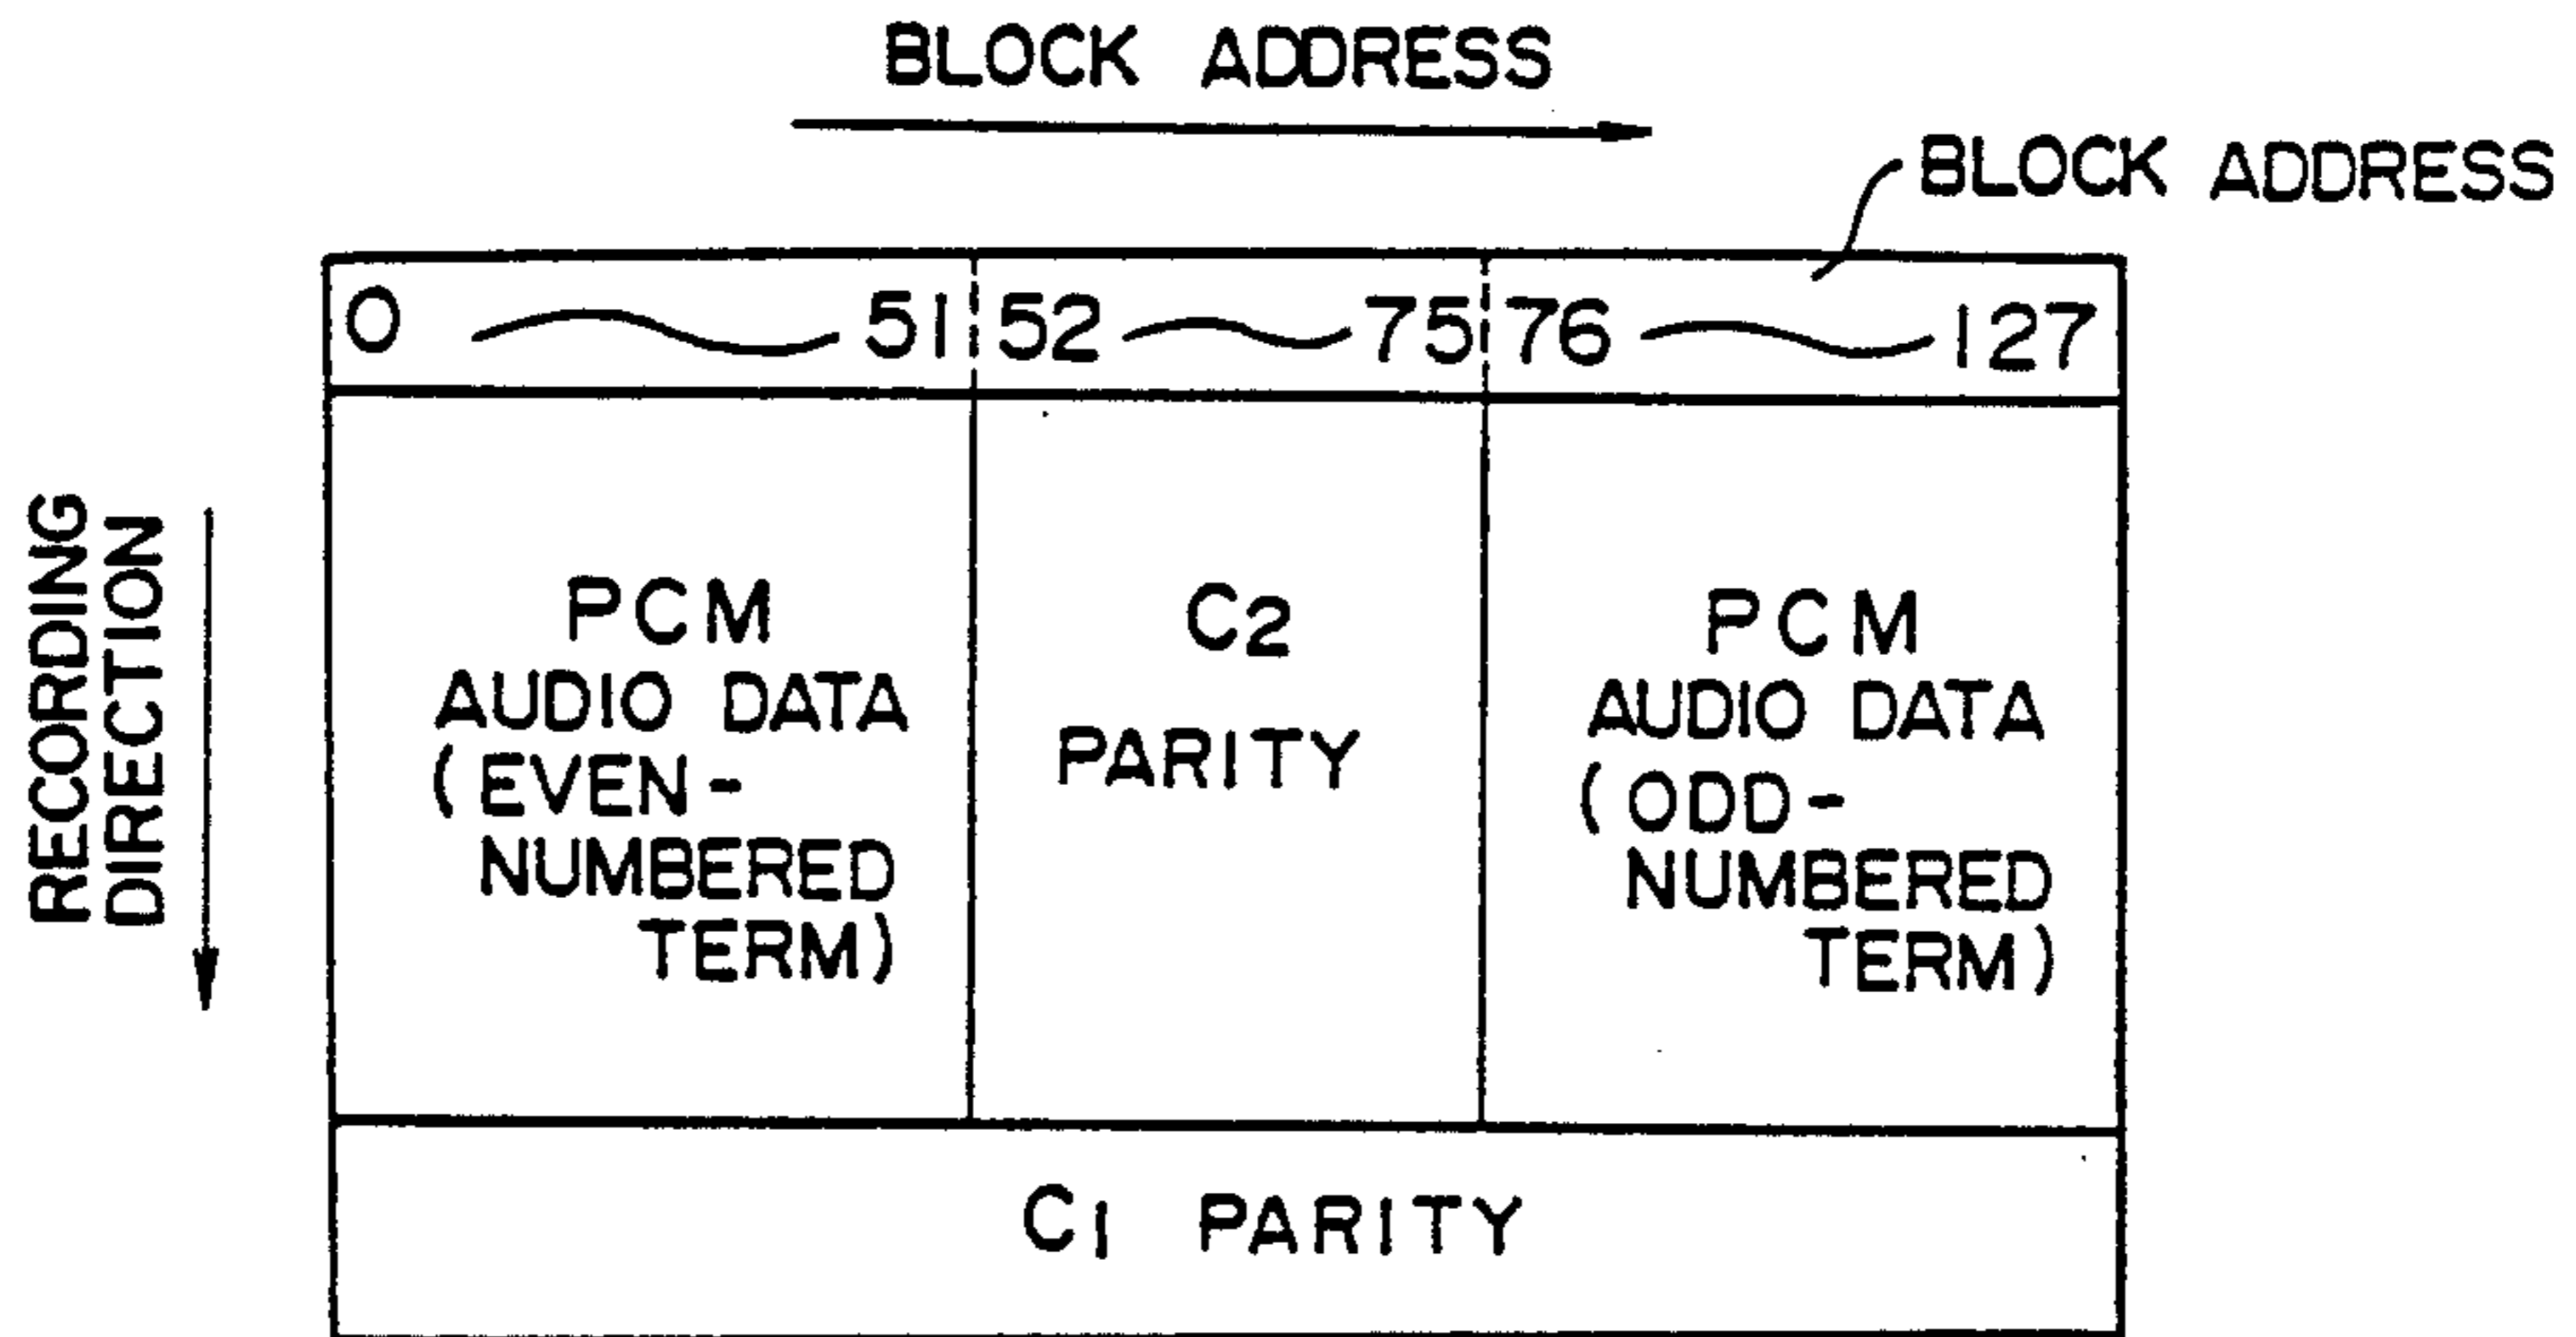 BLOCK ADDRESS
BLOCK ADDRESS
0 51 52 75 76 127
RECORDING
DIRECTION
PCM
AUDIO DATA
(EVEN-
NUMBERED
TERM)
C2
PARITY
PCM
AUDIO DATA
(ODD-
NUMBERED
TERM)
C1 PARITY